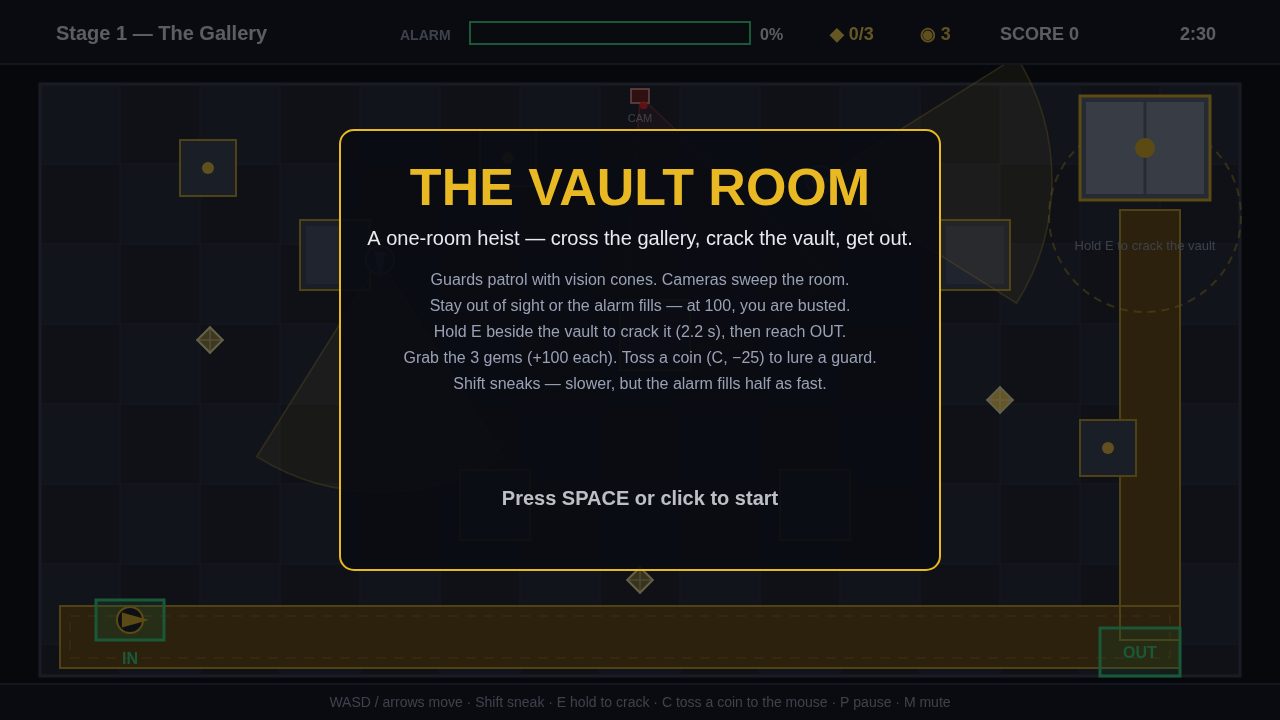 Stage 1 — The Gallery
ALARM 0% ◆ 0/3 ◉ 3 SCORE 0 2:30
CAM
THE VAULT ROOM
A one-room heist — cross the gallery, crack the vault, get out.
Hold E to crack the vault
Guards patrol with vision cones. Cameras sweep the room.
Stay out of sight or the alarm fills — at 100, you are busted.
Hold E beside the vault to crack it (2.2 s), then reach OUT.
Grab the 3 gems (+100 each). Toss a coin (C, −25) to lure a guard.
Shift sneaks — slower, but the alarm fills half as fast.
Press SPACE or click to start
IN
OUT
WASD / arrows move · Shift sneak · E hold to crack · C toss a coin to the mouse · P pause · M mute